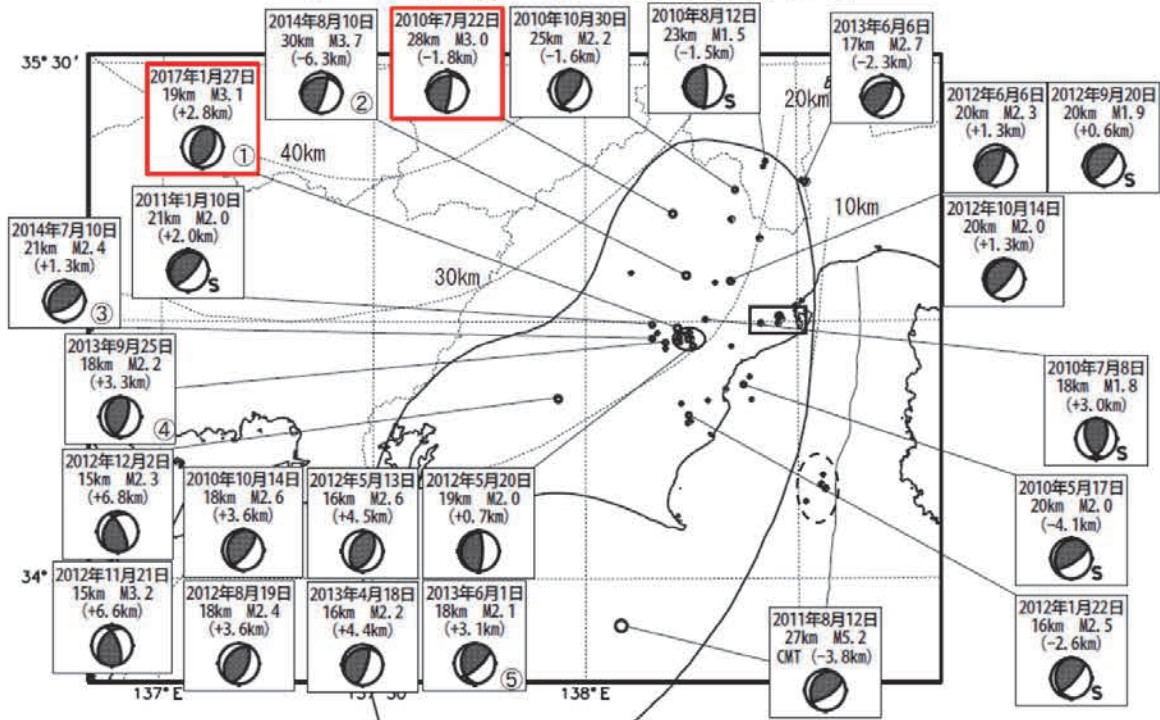 2014年8月10日
30km M3.7
(-6.3km)
②
2010年7月22日
28km M3.0
(-1.8km)
2010年10月30日
25km M2.2
(-1.6km)
2010年8月12日
23km M1.5
(-1.5km)
S
2013年6月6日
17km M2.7
(-2.3km)
35°30′
2017年1月27日
19km M3.1
(+2.8km)
①
40km
20km
2012年6月6日
20km M2.3
(+1.3km)
2012年9月20日
20km M1.9
(+0.6km)
S
2011年1月10日
21km M2.0
(+2.0km)
S
10km
2012年10月14日
20km M2.0
(+1.3km)
2014年7月10日
21km M2.4
(+1.3km)
③
30km
2013年9月25日
18km M2.2
(+3.3km)
④
2010年7月8日
18km M1.8
(+3.0km)
S
2012年12月2日
15km M2.3
(+6.8km)
2010年10月14日
18km M2.6
(+3.6km)
2012年5月13日
16km M2.6
(+4.5km)
2012年5月20日
19km M2.0
(+0.7km)
2010年5月17日
20km M2.0
(-4.1km)
S
34°
2012年11月21日
15km M3.2
(+6.6km)
2012年8月19日
18km M2.4
(+3.6km)
2013年4月18日
16km M2.2
(+4.4km)
2013年6月1日
18km M2.1
(+3.1km)
⑤
2011年8月12日
27km M5.2
CMT (-3.8km)
2012年1月22日
16km M2.5
(-2.6km)
S
137°E
138°E